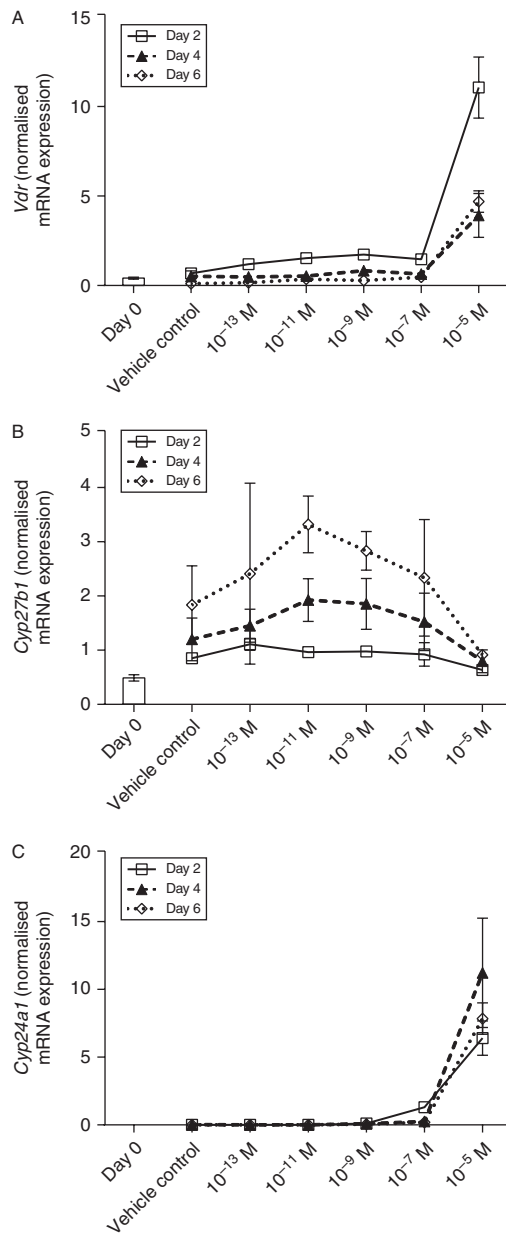 A
Vdr (normalised
mRNA expression)
15
10
5
0
Day 2
Day 4
Day 6
Day 0
Vehicle control
10⁻¹³ M
10⁻¹¹ M
10⁻⁹ M
10⁻⁷ M
10⁻⁵ M
B
Cyp27b1 (normalised
mRNA expression)
5
4
3
2
1
0
Day 2
Day 4
Day 6
Day 0
Vehicle control
10⁻¹³ M
10⁻¹¹ M
10⁻⁹ M
10⁻⁷ M
10⁻⁵ M
C
Cyp24a1 (normalised
mRNA expression)
20
15
10
5
0
Day 2
Day 4
Day 6
Day 0
Vehicle control
10⁻¹³ M
10⁻¹¹ M
10⁻⁹ M
10⁻⁷ M
10⁻⁵ M